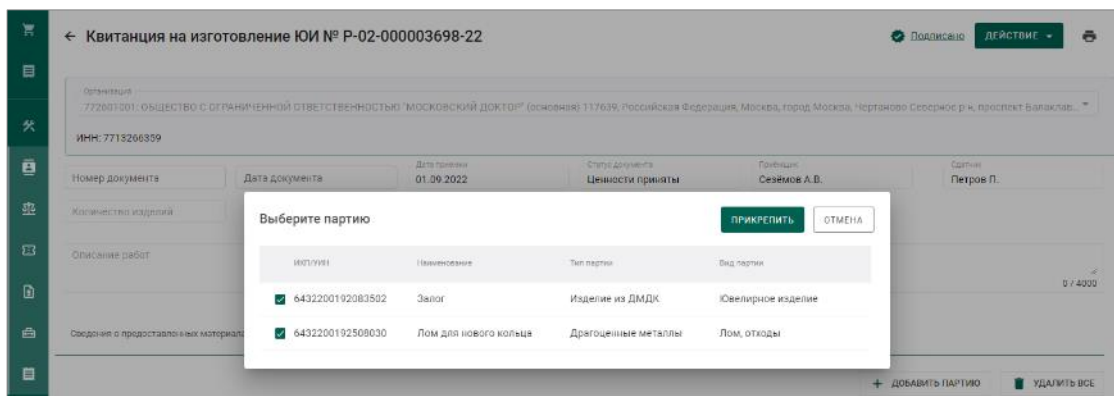 Квитанция на изготовление ЮИ № Р-02-000003698-22
Подписано
ДЕЙСТВИЕ
Организация
772601001: ОБЩЕСТВО С ОГРАНИЧЕННОЙ ОТВЕТСТВЕННОСТЬЮ "МОСКОВСКИЙ ДОКТОР" (основная) 117639, Российская Федерация, Москва, город Москва, Чертаново Северное р-н, проспект Балаклав...
ИНН: 7713266359
Номер документа
Дата документа
Дата приемки
01.09.2022
Статус документа
Ценности приняты
Приёмщик
Сезёмов А.В.
Сдатчик
Петров П.
Количество изделий
Выберите партию
ПРИКРЕПИТЬ
ОТМЕНА
Описание работ
0 / 4000
ИНП/УИН Наименование Тип партии Вид партии
6432200192083502 Залог Изделие из ДМДК Ювелирное изделие
6432200192508030 Лом для нового кольца Драгоценные металлы Лом, отходы
Сведения о предоставленных материала
ДОБАВИТЬ ПАРТИЮ
УДАЛИТЬ ВСЕ